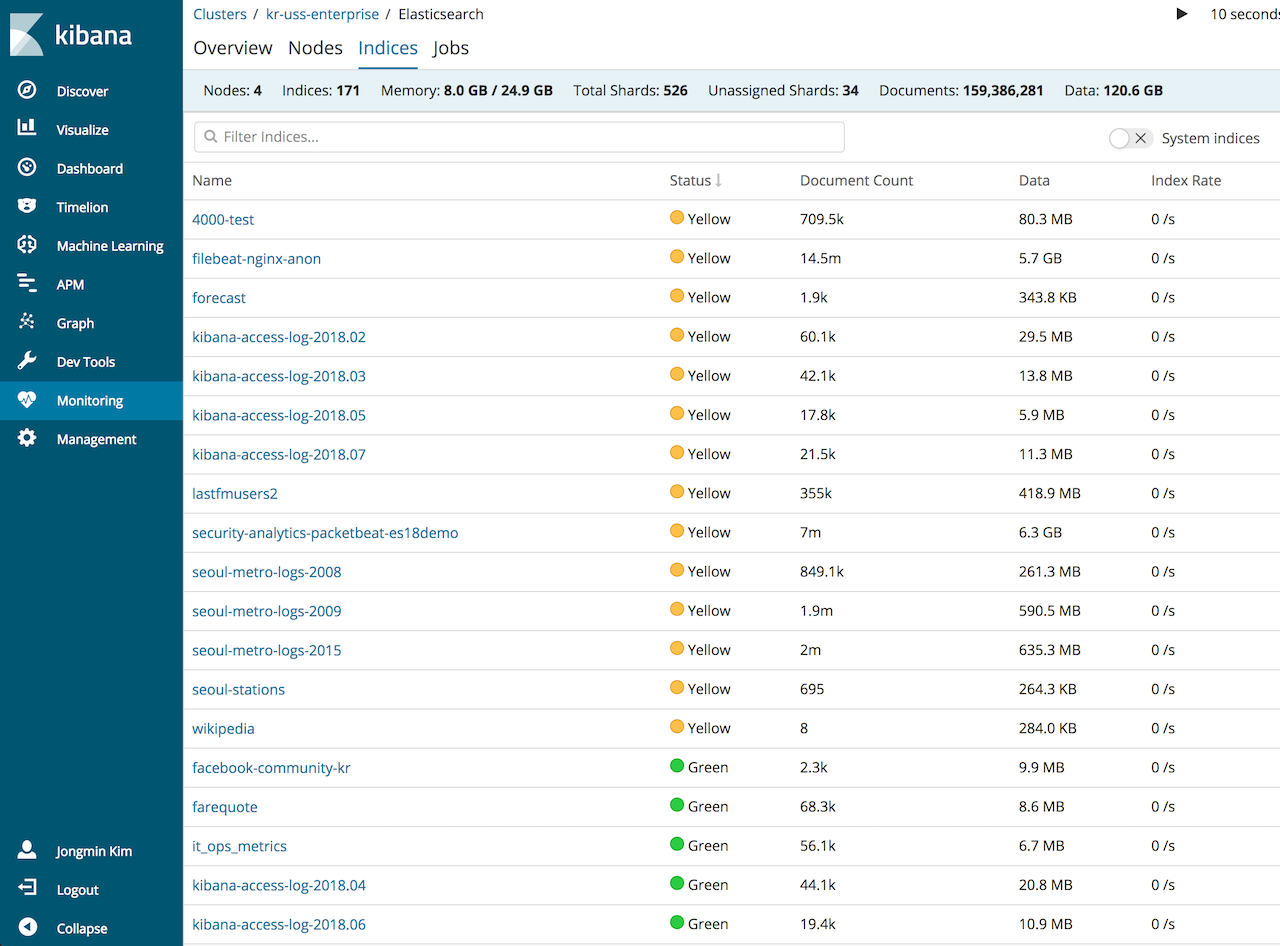 kibana
Discover
Visualize
Dashboard
Timelion
Machine Learning
APM
Graph
Dev Tools
Monitoring
Management
Jongmin Kim
Logout
Collapse
Clusters / kr-uss-enterprise / Elasticsearch
10 seconds
Overview Nodes Indices Jobs
Nodes: 4 Indices: 171 Memory: 8.0 GB / 24.9 GB Total Shards: 526 Unassigned Shards: 34 Documents: 159,386,281 Data: 120.6 GB
Filter Indices... System indices
Name Status Document Count Data Index Rate
4000-test Yellow 709.5k 80.3 MB 0 /s
filebeat-nginx-anon Yellow 14.5m 5.7 GB 0 /s
forecast Yellow 1.9k 343.8 KB 0 /s
kibana-access-log-2018.02 Yellow 60.1k 29.5 MB 0 /s
kibana-access-log-2018.03 Yellow 42.1k 13.8 MB 0 /s
kibana-access-log-2018.05 Yellow 17.8k 5.9 MB 0 /s
kibana-access-log-2018.07 Yellow 21.5k 11.3 MB 0 /s
lastfmusers2 Yellow 355k 418.9 MB 0 /s
security-analytics-packetbeat-es18demo Yellow 7m 6.3 GB 0 /s
seoul-metro-logs-2008 Yellow 849.1k 261.3 MB 0 /s
seoul-metro-logs-2009 Yellow 1.9m 590.5 MB 0 /s
seoul-metro-logs-2015 Yellow 2m 635.3 MB 0 /s
seoul-stations Yellow 695 264.3 KB 0 /s
wikipedia Yellow 8 284.0 KB 0 /s
facebook-community-kr Green 2.3k 9.9 MB 0 /s
farequote Green 68.3k 8.6 MB 0 /s
it_ops_metrics Green 56.1k 6.7 MB 0 /s
kibana-access-log-2018.04 Green 44.1k 20.8 MB 0 /s
kibana-access-log-2018.06 Green 19.4k 10.9 MB 0 /s